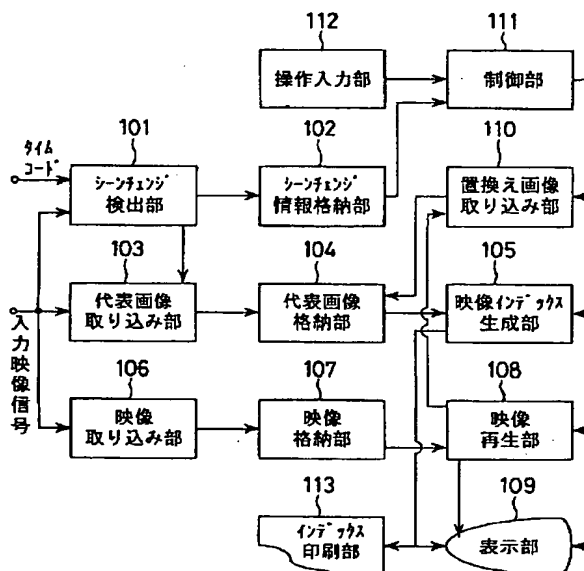 112
操作入力部
111
制御部
タイム
コード
101
シーンチェンジ
検出部
102
シーンチェンジ
情報格納部
110
置換え画像
取り込み部
103
代表画像
取り込み部
104
代表画像
格納部
105
映像インデックス
生成部
入力映像信号
106
映像
取り込み部
107
映像
格納部
108
映像
再生部
113
インデックス
印刷部
109
表示部